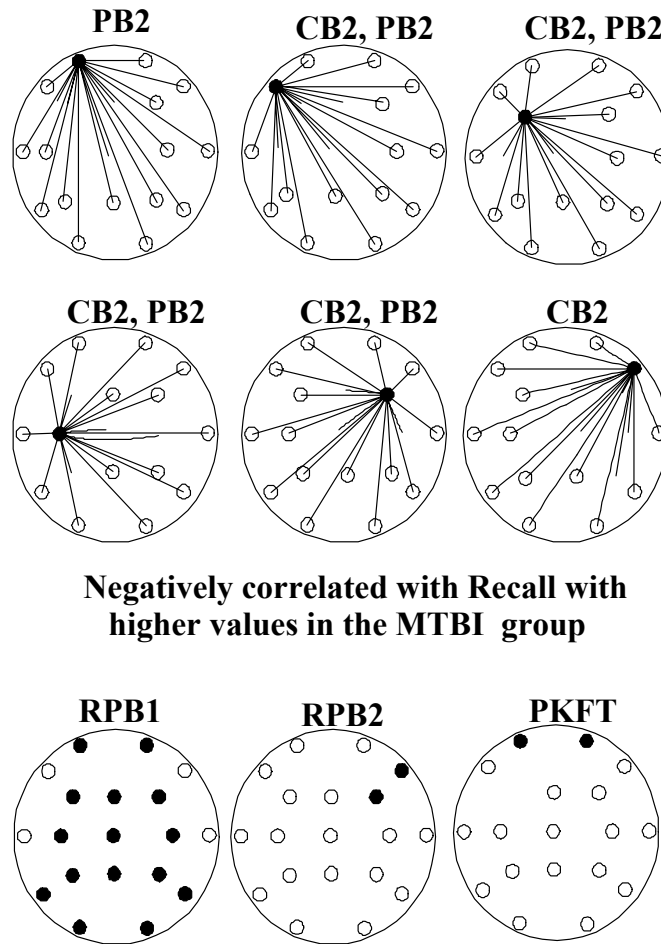 PB2
CB2, PB2
CB2, PB2
CB2, PB2
CB2, PB2
CB2
Negatively correlated with Recall with
higher values in the MTBI group
RPB1
RPB2
PKFT